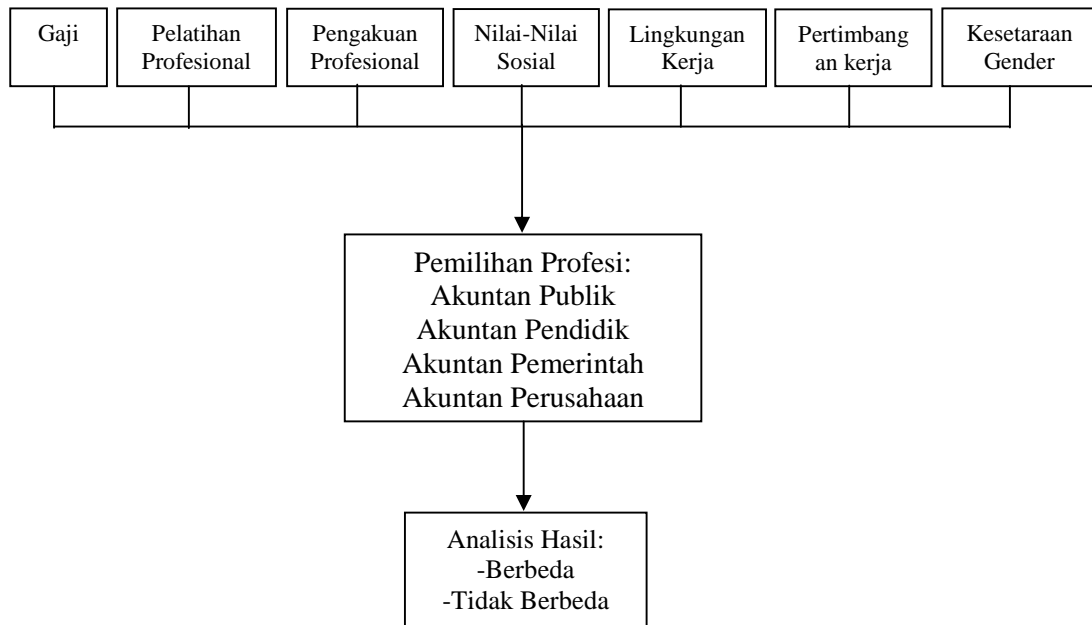 Gaji
Pelatihan
Profesional
Pengakuan
Profesional
Nilai-Nilai
Sosial
Lingkungan
Kerja
Pertimbang
an kerja
Kesetaraan
Gender
Pemilihan Profesi:
Akuntan Publik
Akuntan Pendidik
Akuntan Pemerintah
Akuntan Perusahaan
Analisis Hasil:
-Berbeda
-Tidak Berbeda